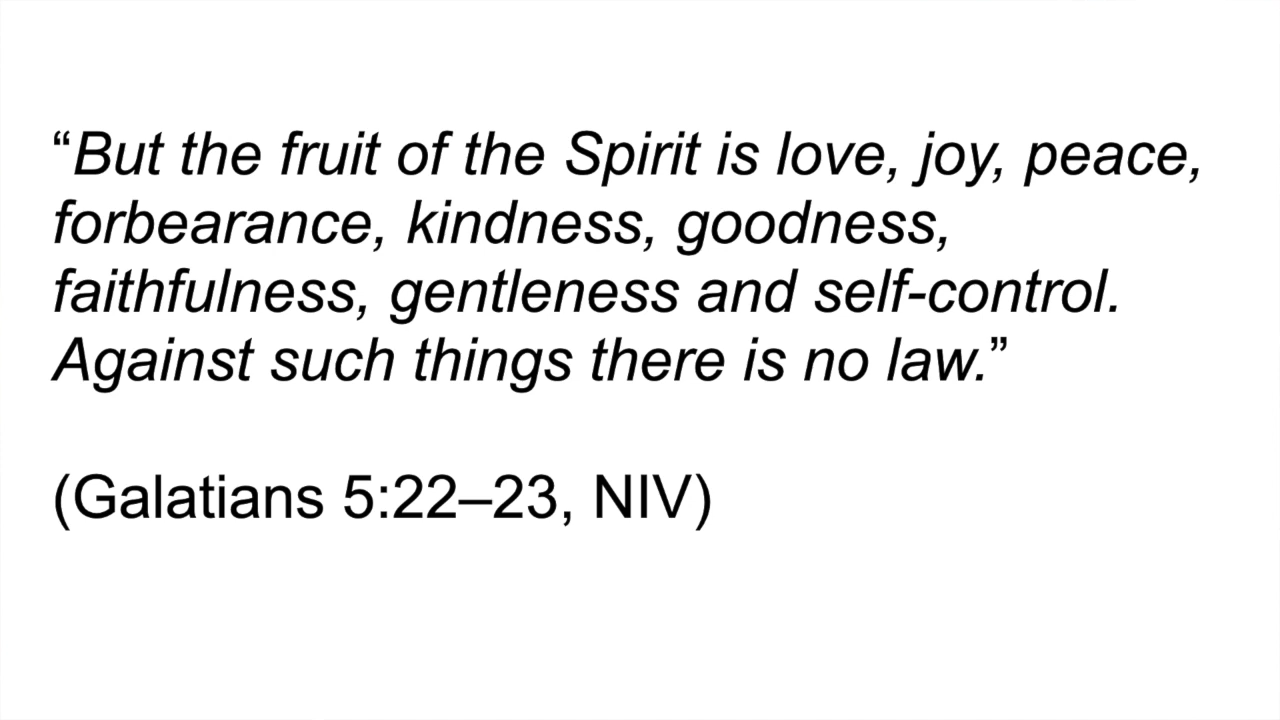 “But the fruit of the Spirit is love, joy, peace,
forbearance, kindness, goodness,
faithfulness, gentleness and self-control.
Against such things there is no law.”
(Galatians 5:22–23, NIV)